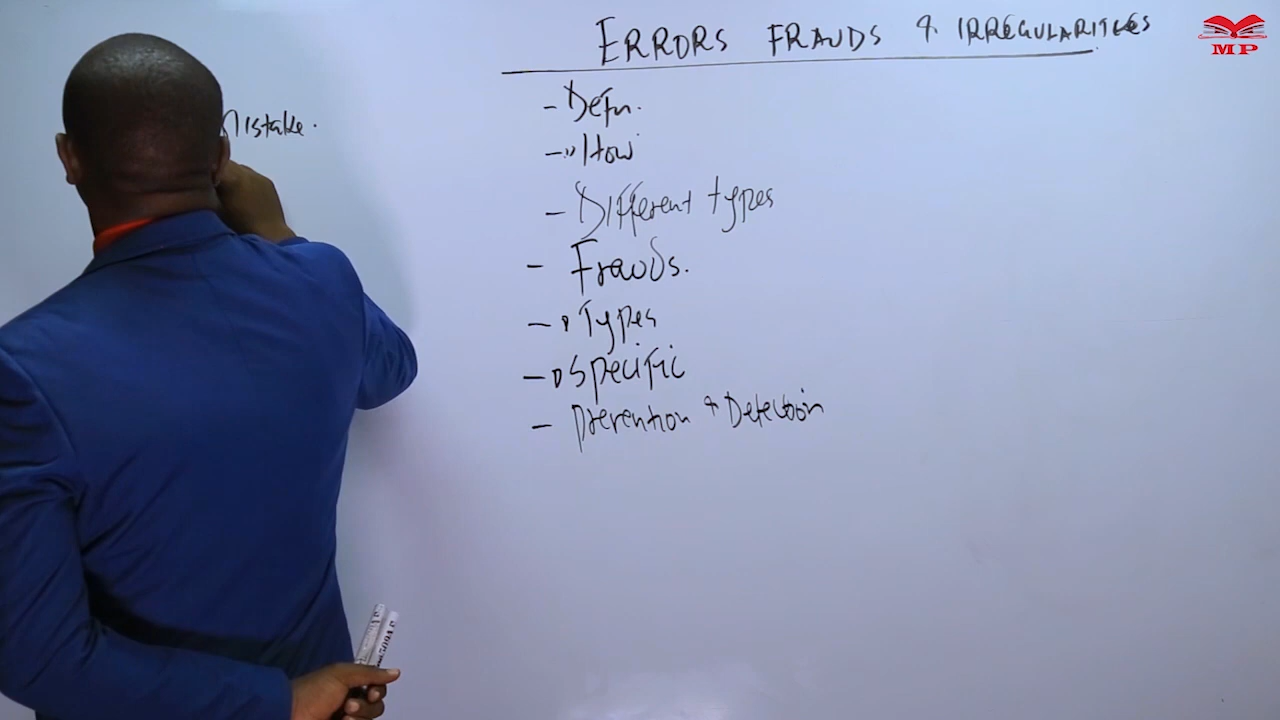 ERRORS FRAUDS & IRREGULARITIES
MP
Mistake.
- Defn.
- How
- Different types
- Frauds.
- Types
- Specific
- Prevention & Detection